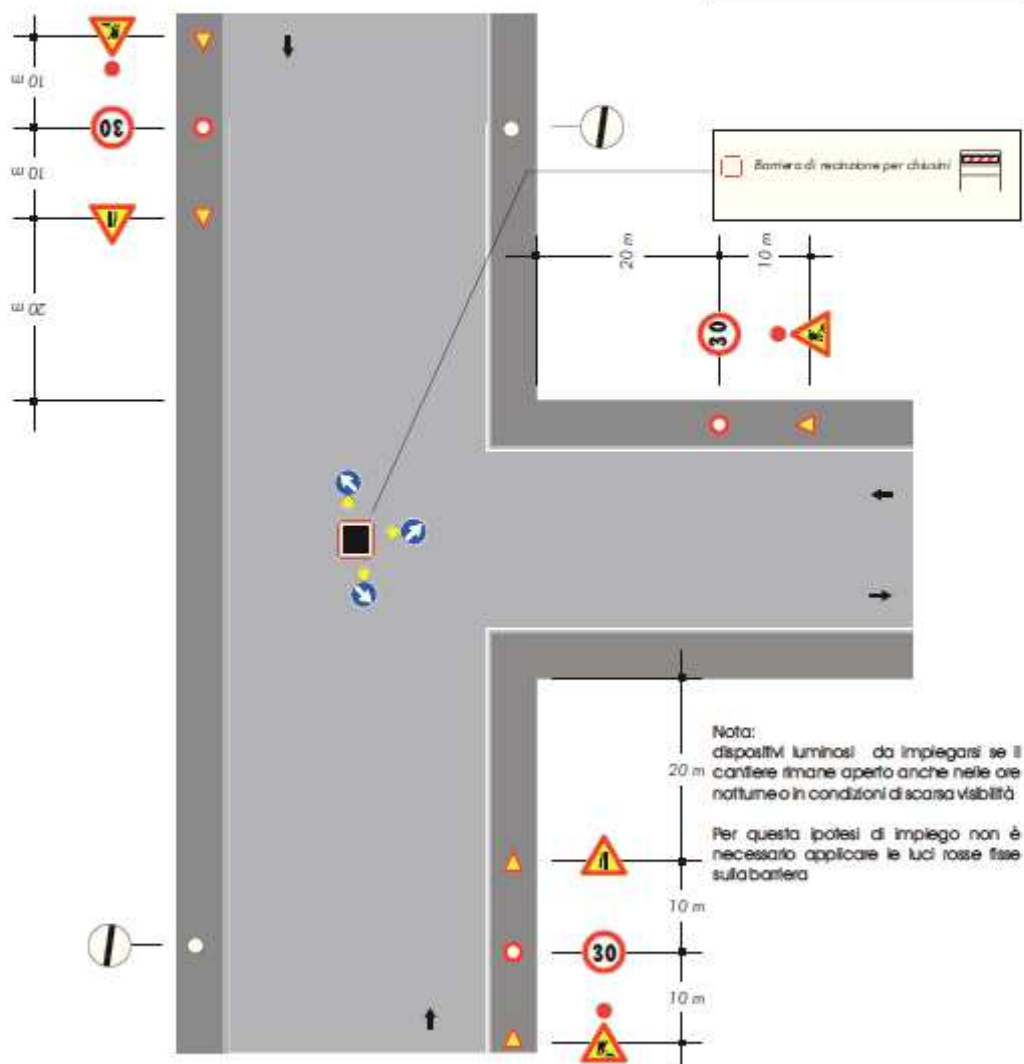 10 m
30
10 m
20 m
Barriera di recinzione per chiusini
20 m
10 m
30
Nota:
dispositivi luminosi da impiegarsi se il
cantiere rimane aperto anche nelle ore
notturne o in condizioni di scarsa visibilità
Per questa ipotesi di impiego non è
necessario applicare le luci rosse fisse
sulla barriera
20 m
10 m
30
10 m